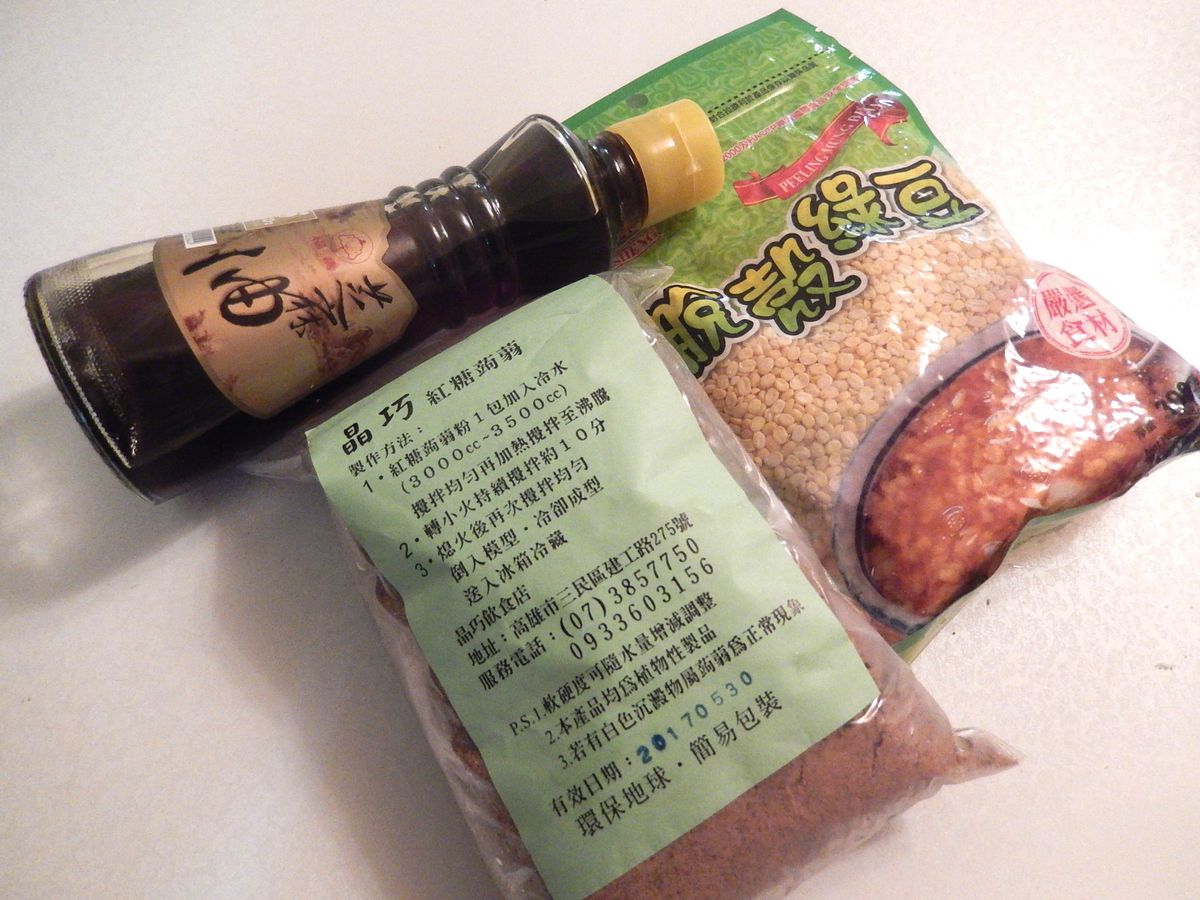 晶巧 紅糖蒟蒻
製作方法：
1・紅糖蒟蒻粉1包加入冷水
(3000cc~3500cc)
攪拌均勻再加熱攪拌至沸騰
2・轉小火持續攪拌約10分
3・熄火後再次攪拌均勻
倒入模型・冷卻成型
送入冰箱冷藏
晶巧飲食店
地址：高雄市三民區建工路275號
服務電話：(07)3857750
0933603156
P.S.1.軟硬度可隨水量增減調整
2.本產品均為植物性製品
3.若有白色沉澱物屬蒟蒻為正常現象
有效日期：20170530
環保地球・簡易包裝
芝麻
油
PEELING MUNG BEAN
脫殼綠豆
嚴選
食材